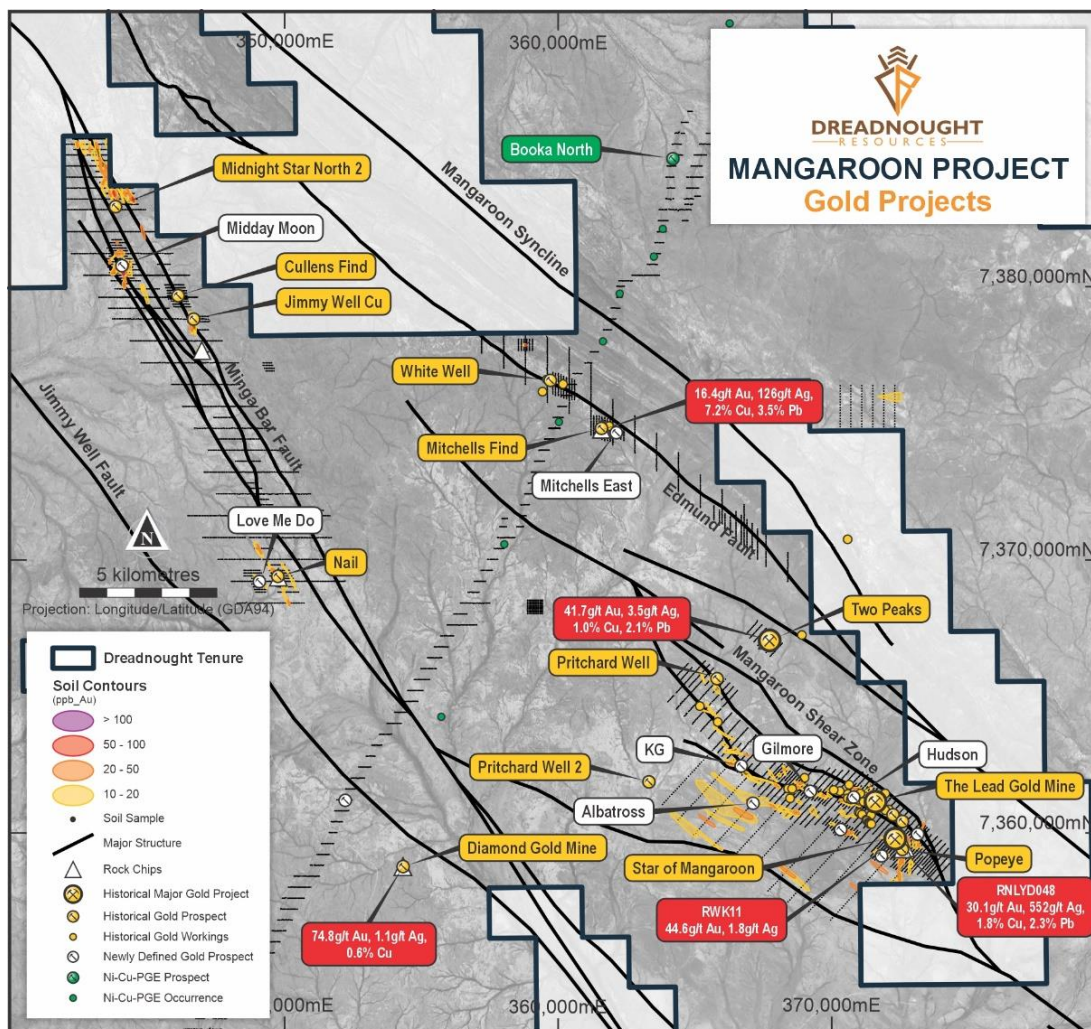 350,000mE
360,000mE
DREADNOUGHT
RESOURCES
MANGAROON PROJECT
Gold Projects
Booka North
Midnight Star North 2
Mangaroon Syncline
Midday Moon
Cullens Find
7,380,000mN
Jimmy Well Cu
White Well
16.4g/t Au, 126g/t Ag,
7.2% Cu, 3.5% Pb
Minga Bar Fault
Jimmy Well Fault
Mitchells Find
Mitchells East
Edmund Fault
Love Me Do
N
Nail
7,370,000mN
5 kilometres
Projection: Longitude/Latitude (GDA94)
41.7g/t Au, 3.5g/t Ag,
1.0% Cu, 2.1% Pb
Two Peaks
Pritchard Well
Mangaroon Shear Zone
KG
Gilmore
Hudson
Pritchard Well 2
The Lead Gold Mine
Albatross
7,360,000mN
Diamond Gold Mine
Star of Mangaroon
Popeye
74.8g/t Au, 1.1g/t Ag,
0.6% Cu
RWK11
44.6g/t Au, 1.8g/t Ag
RNLYD048
30.1g/t Au, 552g/t Ag,
1.8% Cu, 2.3% Pb
Dreadnought Tenure
Soil Contours
(ppb_Au)
> 100
50 - 100
20 - 50
10 - 20
Soil Sample
Major Structure
Rock Chips
Historical Major Gold Project
Historical Gold Prospect
Historical Gold Workings
Newly Defined Gold Prospect
Ni-Cu-PGE Prospect
Ni-Cu-PGE Occurrence
,000mE
360,000mE
370,000mE